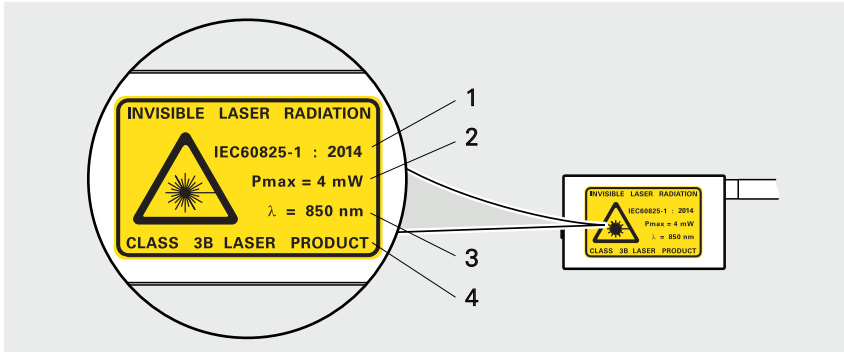 INVISIBLE LASER RADIATION
IEC60825-1 : 2014
Pmax = 4 mW
λ = 850 nm
CLASS 3B LASER PRODUCT
1
2
3
4
INVISIBLE LASER RADIATION
IEC60825-1 : 2014
Pmax = 4 mW
λ = 850 nm
CLASS 3B LASER PRODUCT